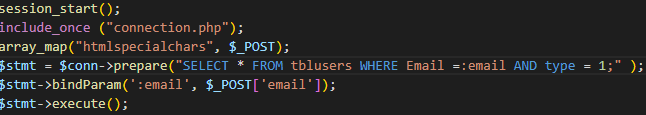 session_start();
include_once ("connection.php");
array_map("htmlspecialchars", $_POST);
$stmt = $conn->prepare("SELECT * FROM tblusers WHERE Email =:email AND type = 1;" );
$stmt->bindParam(':email', $_POST['email']);
$stmt->execute();